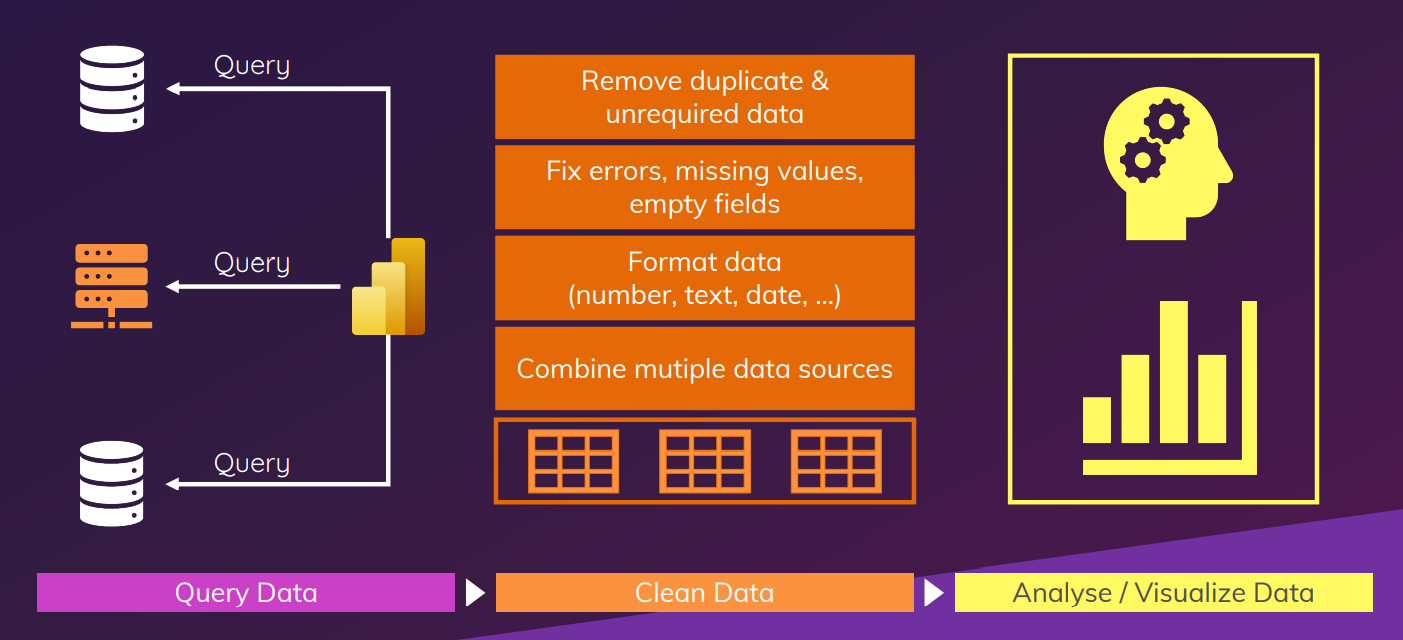 Query
Query
Query
Remove duplicate &
unrequired data
Fix errors, missing values,
empty fields
Format data
(number, text, date, ...)
Combine mutiple data sources
Query Data
Clean Data
Analyse / Visualize Data